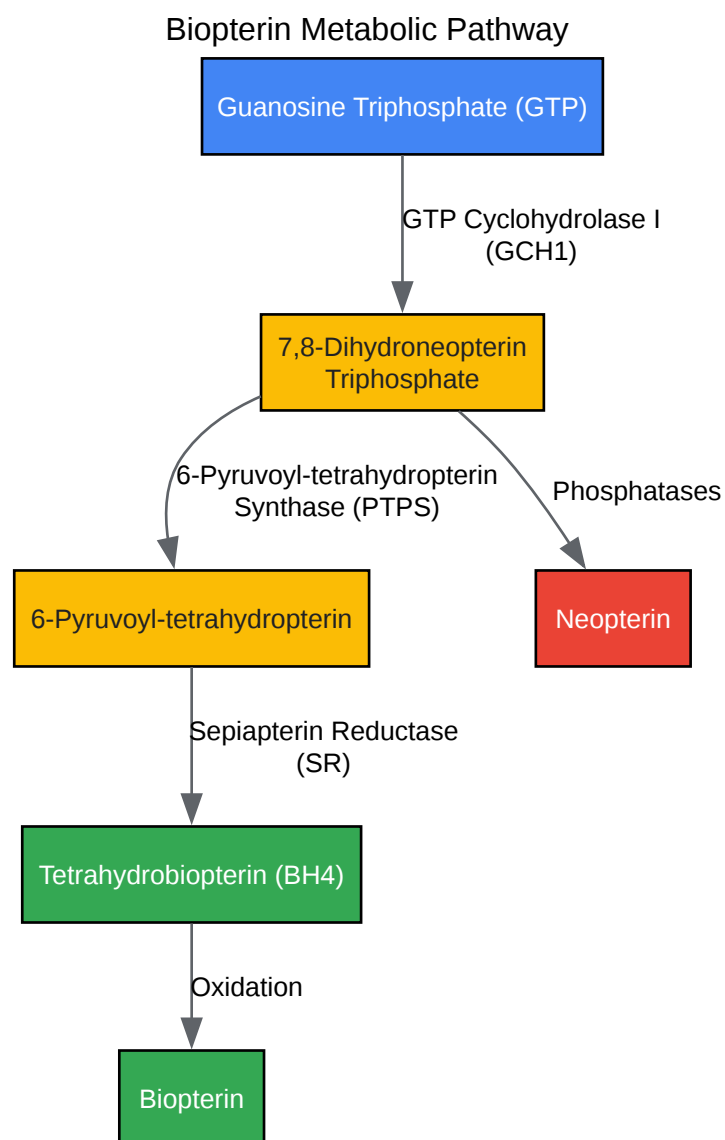 Biopterin Metabolic Pathway
Guanosine Triphosphate (GTP)
GTP Cyclohydrolase I
(GCH1)
7,8-Dihydroneopterin
Triphosphate
6-Pyruvoyl-tetrahydropterin
Synthase (PTPS)
Phosphatases
6-Pyruvoyl-tetrahydropterin
Neopterin
Sepiapterin Reductase
(SR)
Tetrahydrobiopterin (BH4)
Oxidation
Biopterin